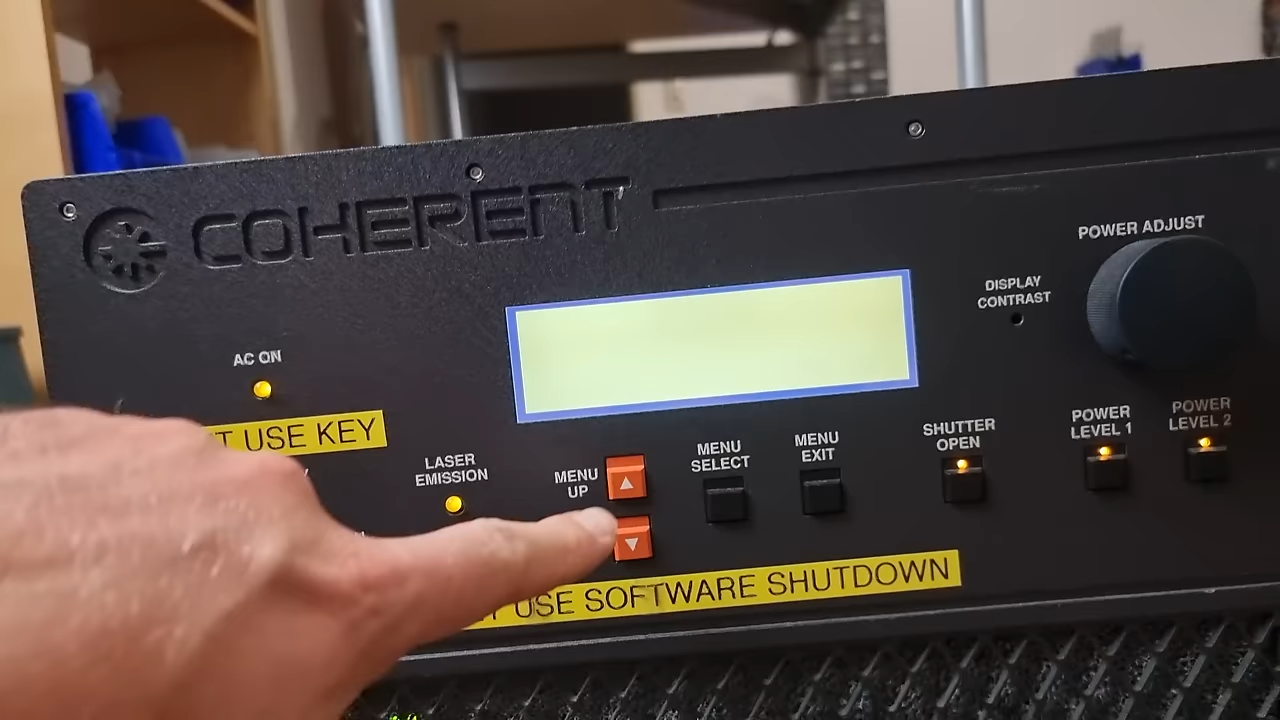 COHERENT
POWER ADJUST
DISPLAY
CONTRAST
AC ON
USE KEY
LASER
EMISSION
MENU
UP
MENU
SELECT
MENU
EXIT
SHUTTER
OPEN
POWER
LEVEL 1
POWER
LEVEL 2
USE SOFTWARE SHUTDOWN